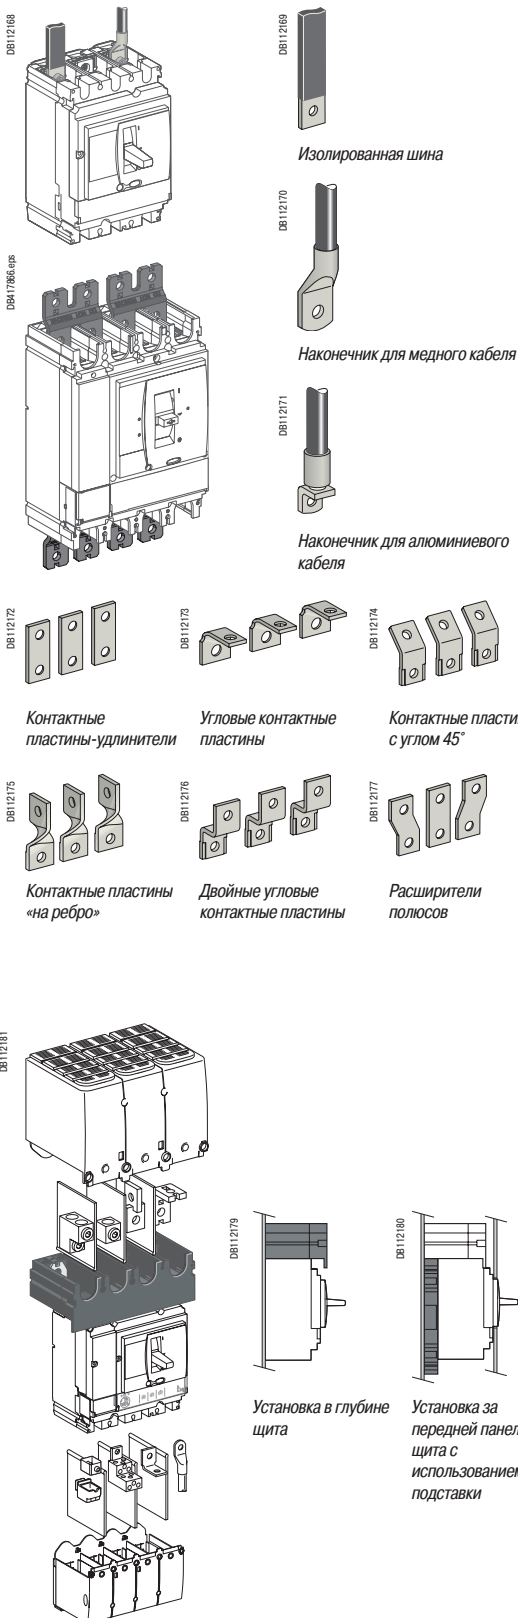 DB112168
DB112169
Изолированная шина
DB112170
DB417866.eps
Наконечник для медного кабеля
DB112171
Наконечник для алюминиевого
кабеля
DB112172
DB112173
DB112174
Контактные
пластины-удлинители
Угловые контактные
пластины
Контактные пласти
с углом 45˚
DB112175
DB112176
DB112177
Контактные пластины
«на ребро»
Двойные угловые
контактные пластины
Расширители
полюсов
DB112181
DB112179
DB112180
Установка в глубине
щита
Установка за
передней панел
щита с
использованием
подставки